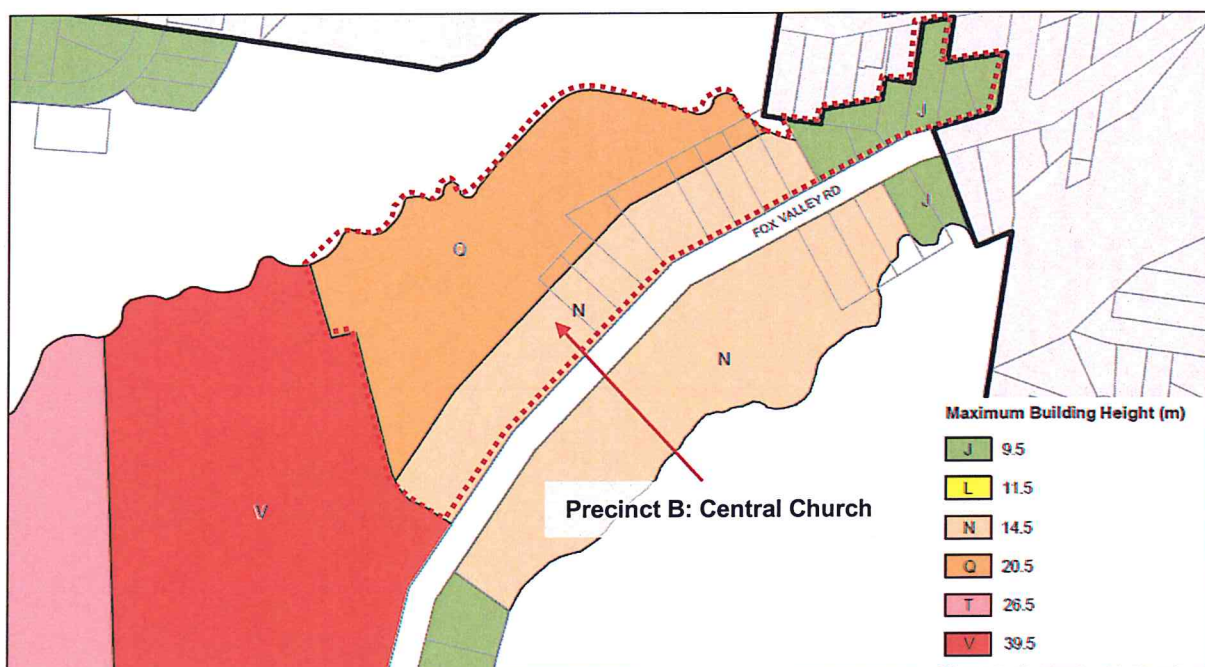 J
Q
FOX VALLEY RD
J
N
N
V
Precinct B: Central Church
Maximum Building Height (m)
J 9.5
L 11.5
N 14.5
Q 20.5
T 26.5
V 39.5